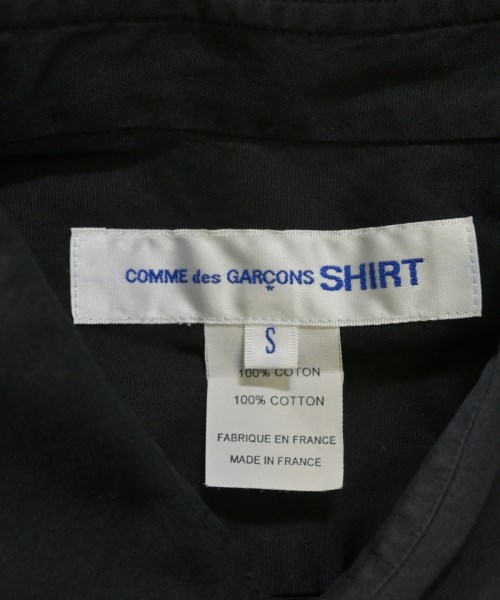 COMME des GARÇONS SHIRT
*
S
100% COTON
100% COTTON
FABRIQUE EN FRANCE
MADE IN FRANCE